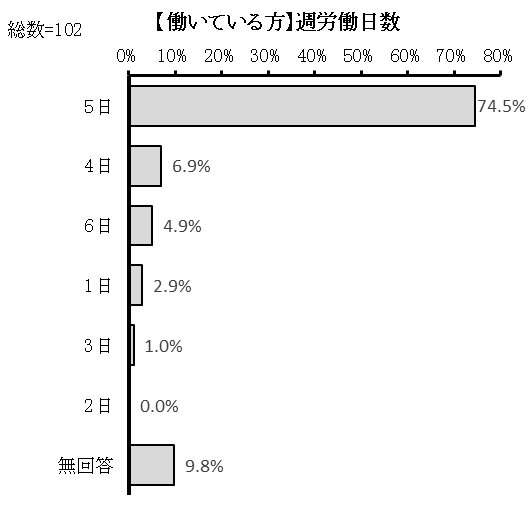 【働いている方】週労働日数
総数=102
0% 10% 20% 30% 40% 50% 60% 70% 80%
５日 74.5%
４日 6.9%
６日 4.9%
１日 2.9%
３日 1.0%
２日 0.0%
無回答 9.8%